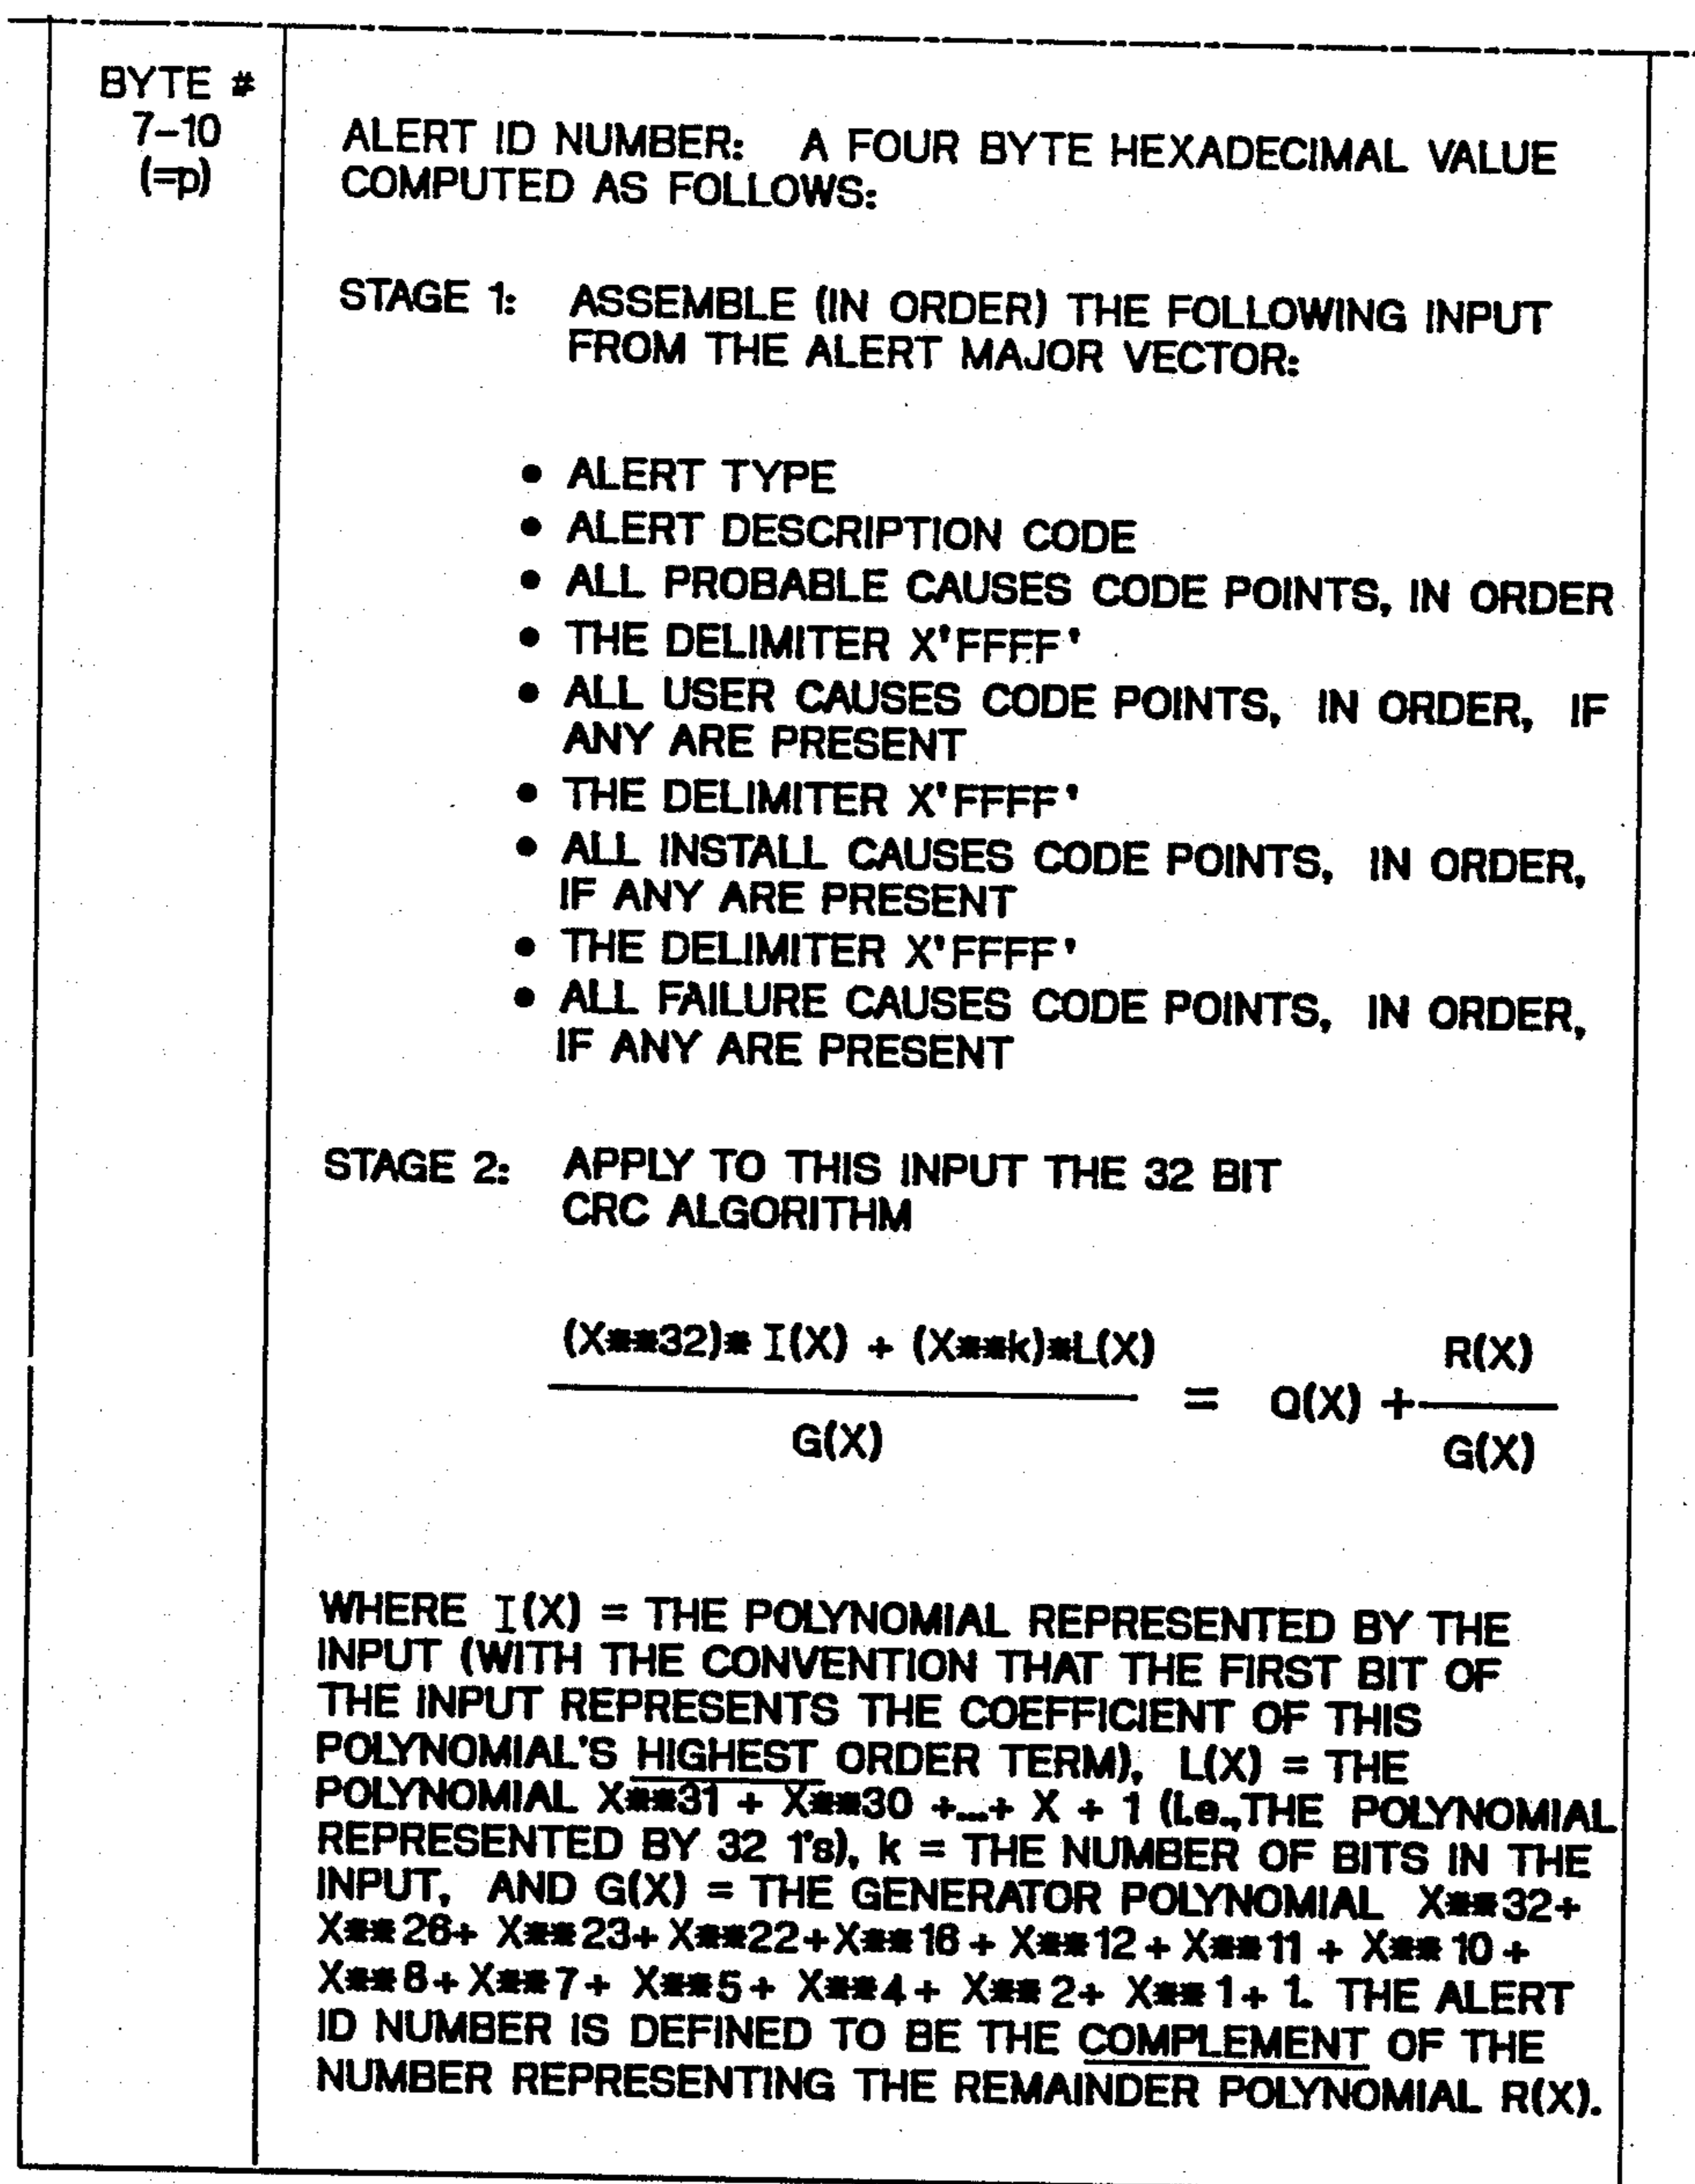 BYTE #
7-10
(=p)
ALERT ID NUMBER: A FOUR BYTE HEXADECIMAL VALUE
COMPUTED AS FOLLOWS:
STAGE 1: ASSEMBLE (IN ORDER) THE FOLLOWING INPUT
FROM THE ALERT MAJOR VECTOR:
• ALERT TYPE
• ALERT DESCRIPTION CODE
• ALL PROBABLE CAUSES CODE POINTS, IN ORDER
• THE DELIMITER X'FFFF'
• ALL USER CAUSES CODE POINTS, IN ORDER, IF
ANY ARE PRESENT
• THE DELIMITER X'FFFF'
• ALL INSTALL CAUSES CODE POINTS, IN ORDER,
IF ANY ARE PRESENT
• THE DELIMITER X'FFFF'
• ALL FAILURE CAUSES CODE POINTS, IN ORDER,
IF ANY ARE PRESENT
STAGE 2: APPLY TO THIS INPUT THE 32 BIT
CRC ALGORITHM
(X**32)* I(X) + (X**k)*L(X)
G(X)
= Q(X) +
R(X)
G(X)
WHERE I(X) = THE POLYNOMIAL REPRESENTED BY THE
INPUT (WITH THE CONVENTION THAT THE FIRST BIT OF
THE INPUT REPRESENTS THE COEFFICIENT OF THIS
POLYNOMIAL'S HIGHEST ORDER TERM), L(X) = THE
POLYNOMIAL X**31 + X**30 +...+ X + 1 (i.e.,THE POLYNOMIAL
REPRESENTED BY 32 1's), k = THE NUMBER OF BITS IN THE
INPUT, AND G(X) = THE GENERATOR POLYNOMIAL X**32+
X**26+ X**23+ X**22+X**16 + X**12 + X**11 + X**10 +
X**8+X**7+ X**5+ X**4+ X**2+ X**1+ 1. THE ALERT
ID NUMBER IS DEFINED TO BE THE COMPLEMENT OF THE
NUMBER REPRESENTING THE REMAINDER POLYNOMIAL R(X).